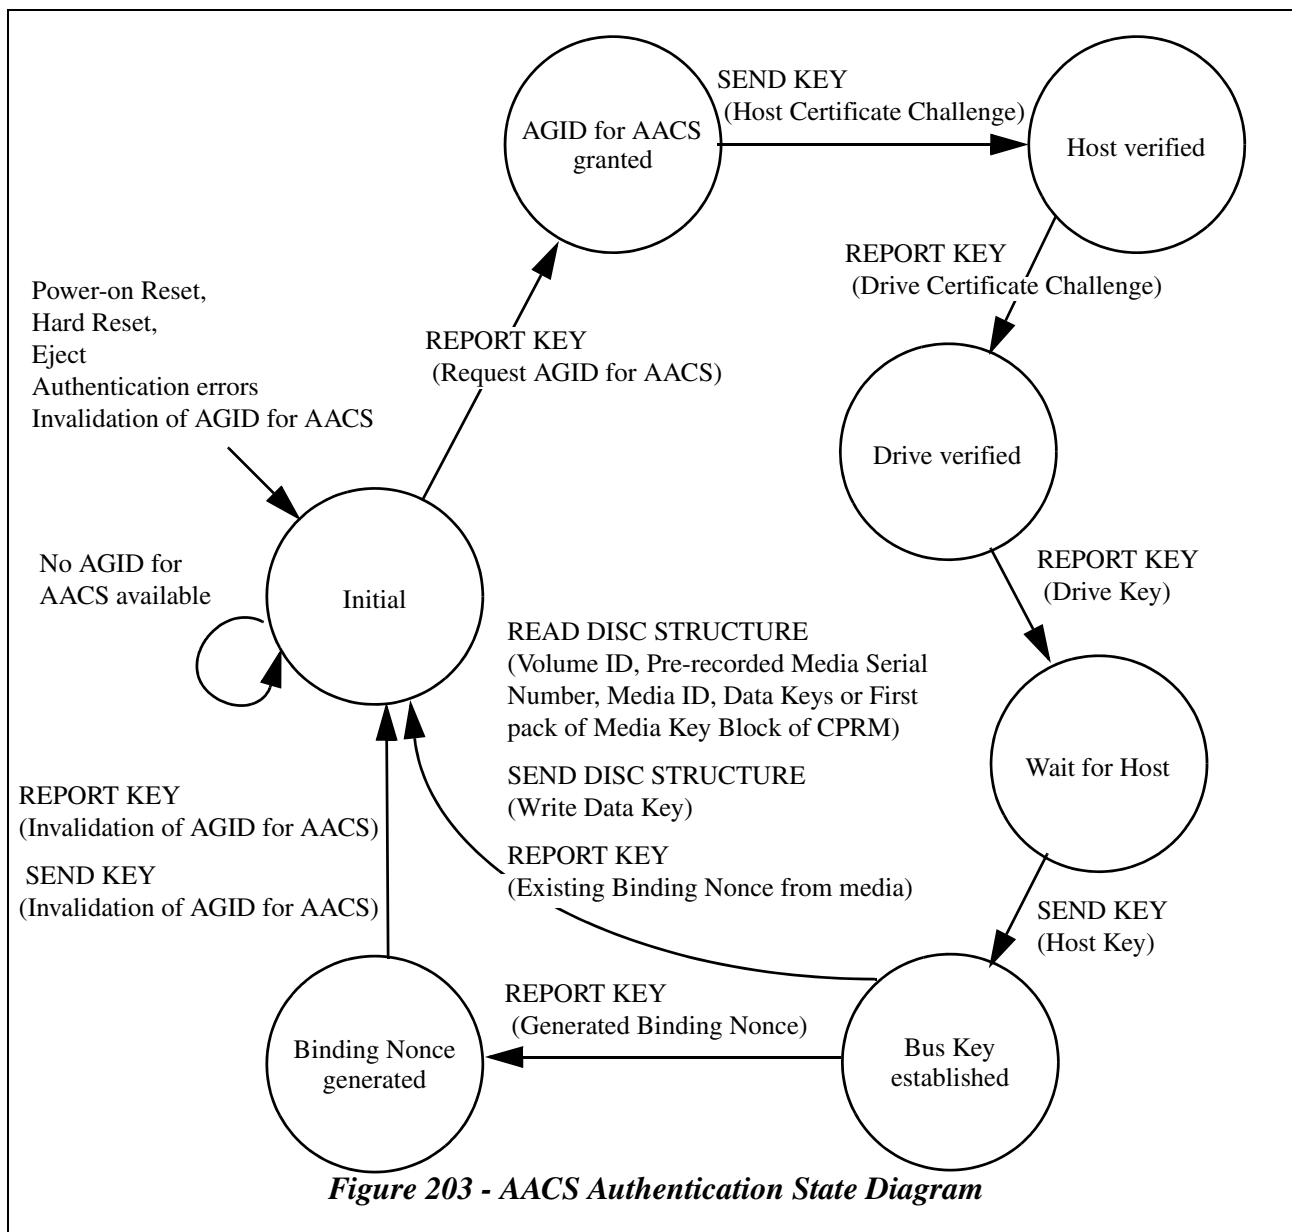 SEND KEY
(Host Certificate Challenge)
AGID for AACS
granted
Host verified
REPORT KEY
(Drive Certificate Challenge)
Power-on Reset,
Hard Reset,
Eject
Authentication errors
Invalidation of AGID for AACS
REPORT KEY
(Request AGID for AACS)
Drive verified
No AGID for
AACS available
Initial
REPORT KEY
(Drive Key)
READ DISC STRUCTURE
(Volume ID, Pre-recorded Media Serial
Number, Media ID, Data Keys or First
pack of Media Key Block of CPRM)
SEND DISC STRUCTURE
(Write Data Key)
REPORT KEY
(Existing Binding Nonce from media)
Wait for Host
REPORT KEY
(Invalidation of AGID for AACS)
SEND KEY
(Invalidation of AGID for AACS)
SEND KEY
(Host Key)
REPORT KEY
(Generated Binding Nonce)
Binding Nonce
generated
Bus Key
established
Figure 203 - AACS Authentication State Diagram